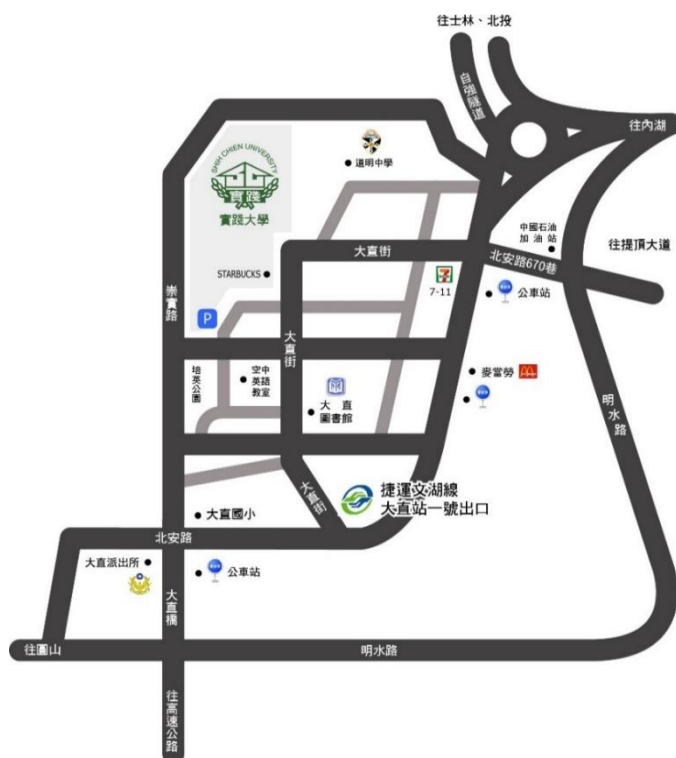 往士林、北投
自強隧道
往內湖
SHIH CHIEN UNIVERSITY
實踐
實踐大學
道明中學
中國石油
加油站
往提頂大道
大直街
北安路670巷
STARBUCKS
7-11
公車站
崇實路
P
大直街
培英公園
空中
英語
教室
大直
圖書館
麥當勞
明水路
大直街
捷運文湖線
大直站一號出口
大直國小
北安路
大直派出所
公車站
大直橋
往圓山
明水路
往高速公路